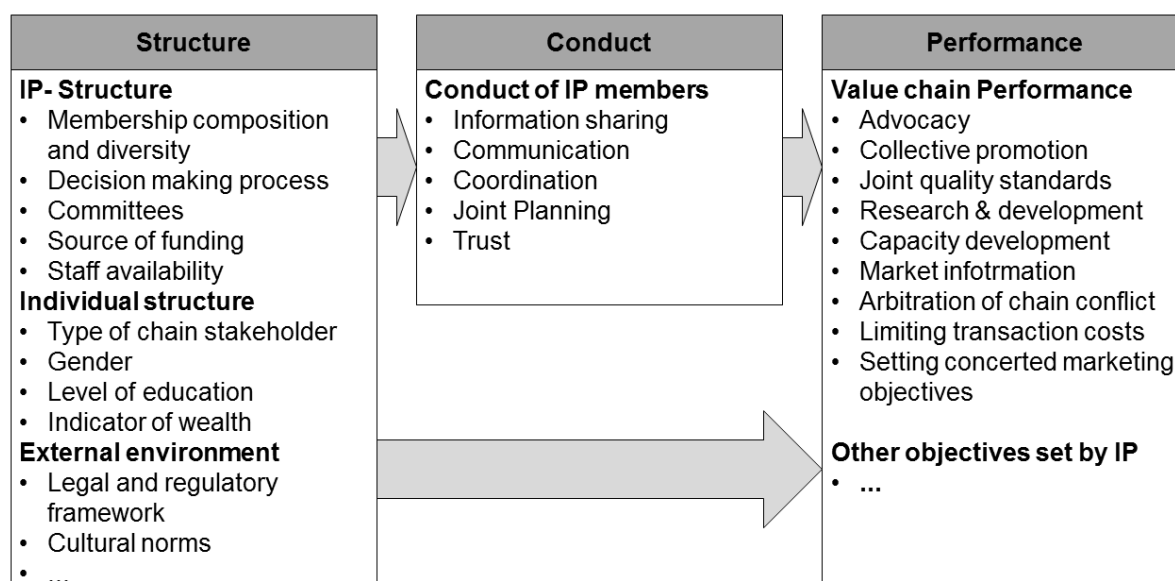 Structure
IP- Structure
• Membership composition
and diversity
• Decision making process
• Committees
• Source of funding
• Staff availability
Individual structure
• Type of chain stakeholder
• Gender
• Level of education
• Indicator of wealth
External environment
• Legal and regulatory
framework
• Cultural norms
• ...
Conduct
Conduct of IP members
• Information sharing
• Communication
• Coordination
• Joint Planning
• Trust
Performance
Value chain Performance
• Advocacy
• Collective promotion
• Joint quality standards
• Research & development
• Capacity development
• Market infotrmation
• Arbitration of chain conflict
• Limiting transaction costs
• Setting concerted marketing
objectives
Other objectives set by IP
• ...